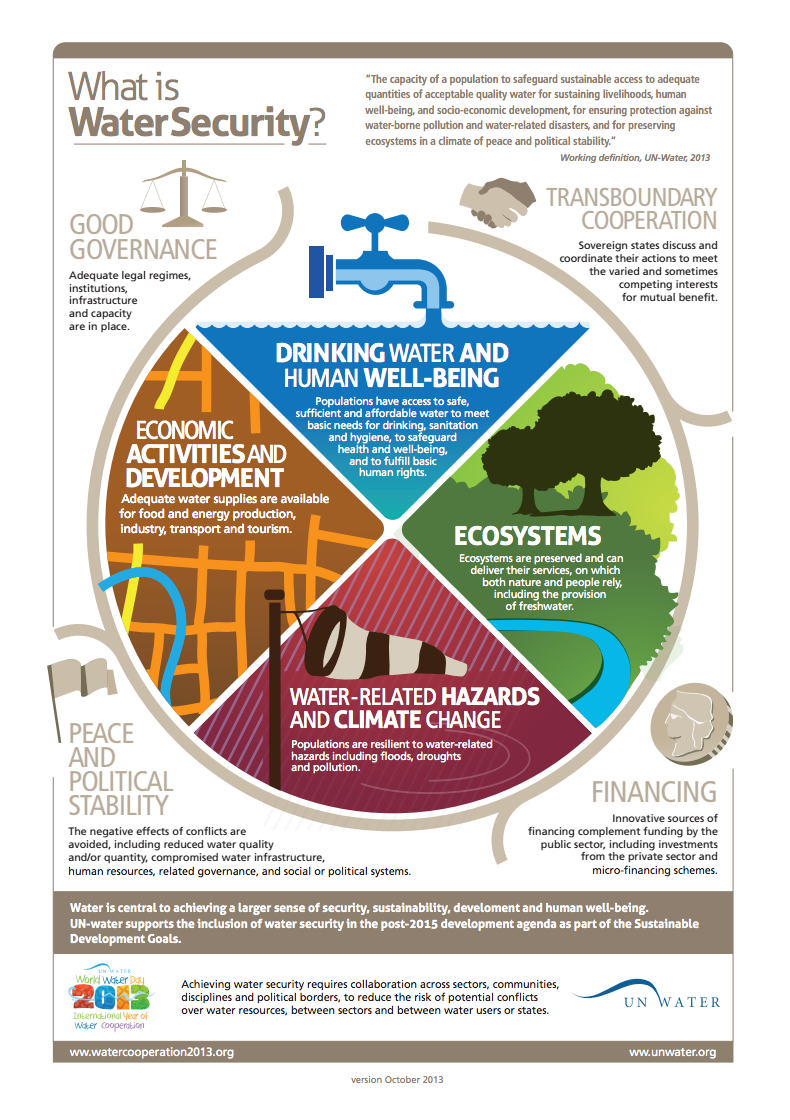 What is
Water Security?
“The capacity of a population to safeguard sustainable access to adequate
quantities of acceptable quality water for sustaining livelihoods, human
well-being, and socio-economic development, for ensuring protection against
water-borne pollution and water-related disasters, and for preserving
ecosystems in a climate of peace and political stability.”
Working definition, UN-Water, 2013
GOOD
GOVERNANCE
Adequate legal regimes,
institutions,
infrastructure
and capacity
are in place.
TRANSBOUNDARY
COOPERATION
Sovereign states discuss and
coordinate their actions to meet
the varied and sometimes
competing interests
for mutual benefit.
DRINKING WATER AND
HUMAN WELL-BEING
Populations have access to safe,
sufficient and affordable water to meet
basic needs for drinking, sanitation
and hygiene, to safeguard
health and well-being,
and to fulfill basic
human rights.
ECONOMIC
ACTIVITIES AND
DEVELOPMENT
Adequate water supplies are available
for food and energy production,
industry, transport and tourism.
ECOSYSTEMS
Ecosystems are preserved and can
deliver their services, on which
both nature and people rely,
including the provision
of freshwater.
WATER-RELATED HAZARDS
AND CLIMATE CHANGE
Populations are resilient to water-related
hazards including floods, droughts
and pollution.
PEACE
AND
POLITICAL
STABILITY
The negative effects of conflicts are
avoided, including reduced water quality
and/or quantity, compromised water infrastructure,
human resources, related governance, and social or political systems.
FINANCING
Innovative sources of
financing complement funding by the
public sector, including investments
from the private sector and
micro-financing schemes.
Water is central to achieving a larger sense of security, sustainability, develoment and human well-being.
UN-water supports the inclusion of water security in the post-2015 development agenda as part of the Sustainable
Development Goals.
UN WATER
World Water Day
2013
International Year of
Water Cooperation
Achieving water security requires collaboration across sectors, communities,
disciplines and political borders, to reduce the risk of potential conflicts
over water resources, between sectors and between water users or states.
UN WATER
ww.watercooperation2013.org
ww.unwater.org
version October 2013